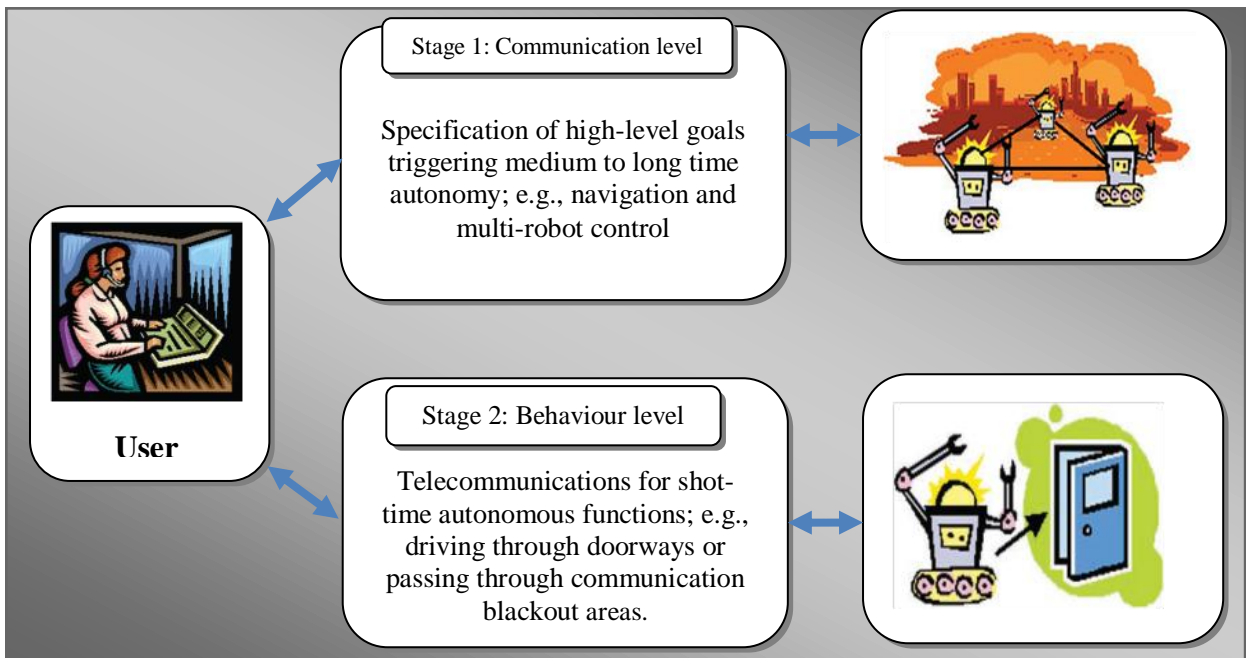 Stage 1: Communication level
Specification of high-level goals
triggering medium to long time
autonomy; e.g., navigation and
multi-robot control
User
Stage 2: Behaviour level
Telecommunications for shot-
time autonomous functions; e.g.,
driving through doorways or
passing through communication
blackout areas.